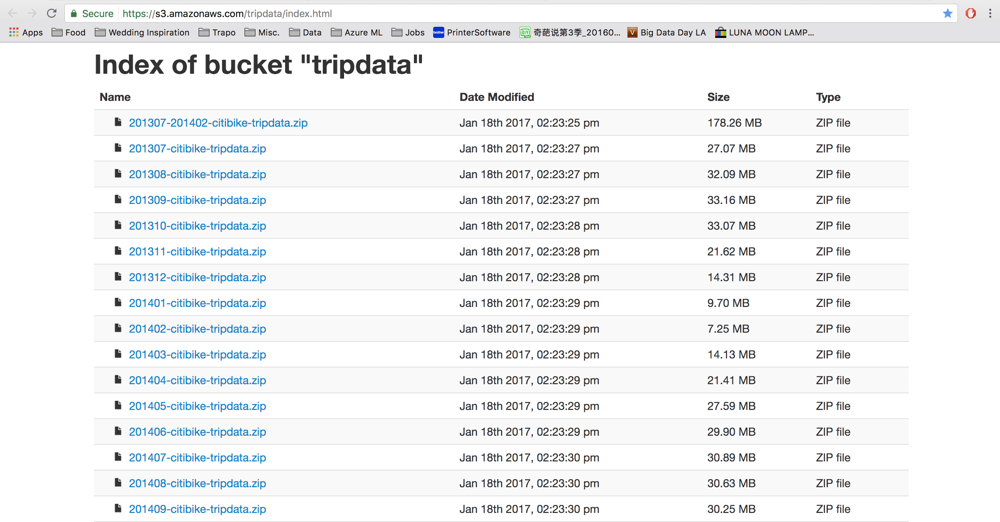 Secure https://s3.amazonaws.com/tripdata/index.html
Apps Food Wedding Inspiration Trapo Misc. Data Azure ML Jobs brother PrinterSoftware QIYI 奇葩说第3季_20160... V Big Data Day LA LUNA MOON LAMP...
Index of bucket "tripdata"
Name Date Modified Size Type
201307-201402-citibike-tripdata.zip Jan 18th 2017, 02:23:25 pm 178.26 MB ZIP file
201307-citibike-tripdata.zip Jan 18th 2017, 02:23:27 pm 27.07 MB ZIP file
201308-citibike-tripdata.zip Jan 18th 2017, 02:23:27 pm 32.09 MB ZIP file
201309-citibike-tripdata.zip Jan 18th 2017, 02:23:27 pm 33.16 MB ZIP file
201310-citibike-tripdata.zip Jan 18th 2017, 02:23:28 pm 33.07 MB ZIP file
201311-citibike-tripdata.zip Jan 18th 2017, 02:23:28 pm 21.62 MB ZIP file
201312-citibike-tripdata.zip Jan 18th 2017, 02:23:28 pm 14.31 MB ZIP file
201401-citibike-tripdata.zip Jan 18th 2017, 02:23:29 pm 9.70 MB ZIP file
201402-citibike-tripdata.zip Jan 18th 2017, 02:23:29 pm 7.25 MB ZIP file
201403-citibike-tripdata.zip Jan 18th 2017, 02:23:29 pm 14.13 MB ZIP file
201404-citibike-tripdata.zip Jan 18th 2017, 02:23:29 pm 21.41 MB ZIP file
201405-citibike-tripdata.zip Jan 18th 2017, 02:23:29 pm 27.59 MB ZIP file
201406-citibike-tripdata.zip Jan 18th 2017, 02:23:29 pm 29.90 MB ZIP file
201407-citibike-tripdata.zip Jan 18th 2017, 02:23:30 pm 30.89 MB ZIP file
201408-citibike-tripdata.zip Jan 18th 2017, 02:23:30 pm 30.63 MB ZIP file
201409-citibike-tripdata.zip Jan 18th 2017, 02:23:30 pm 30.25 MB ZIP file